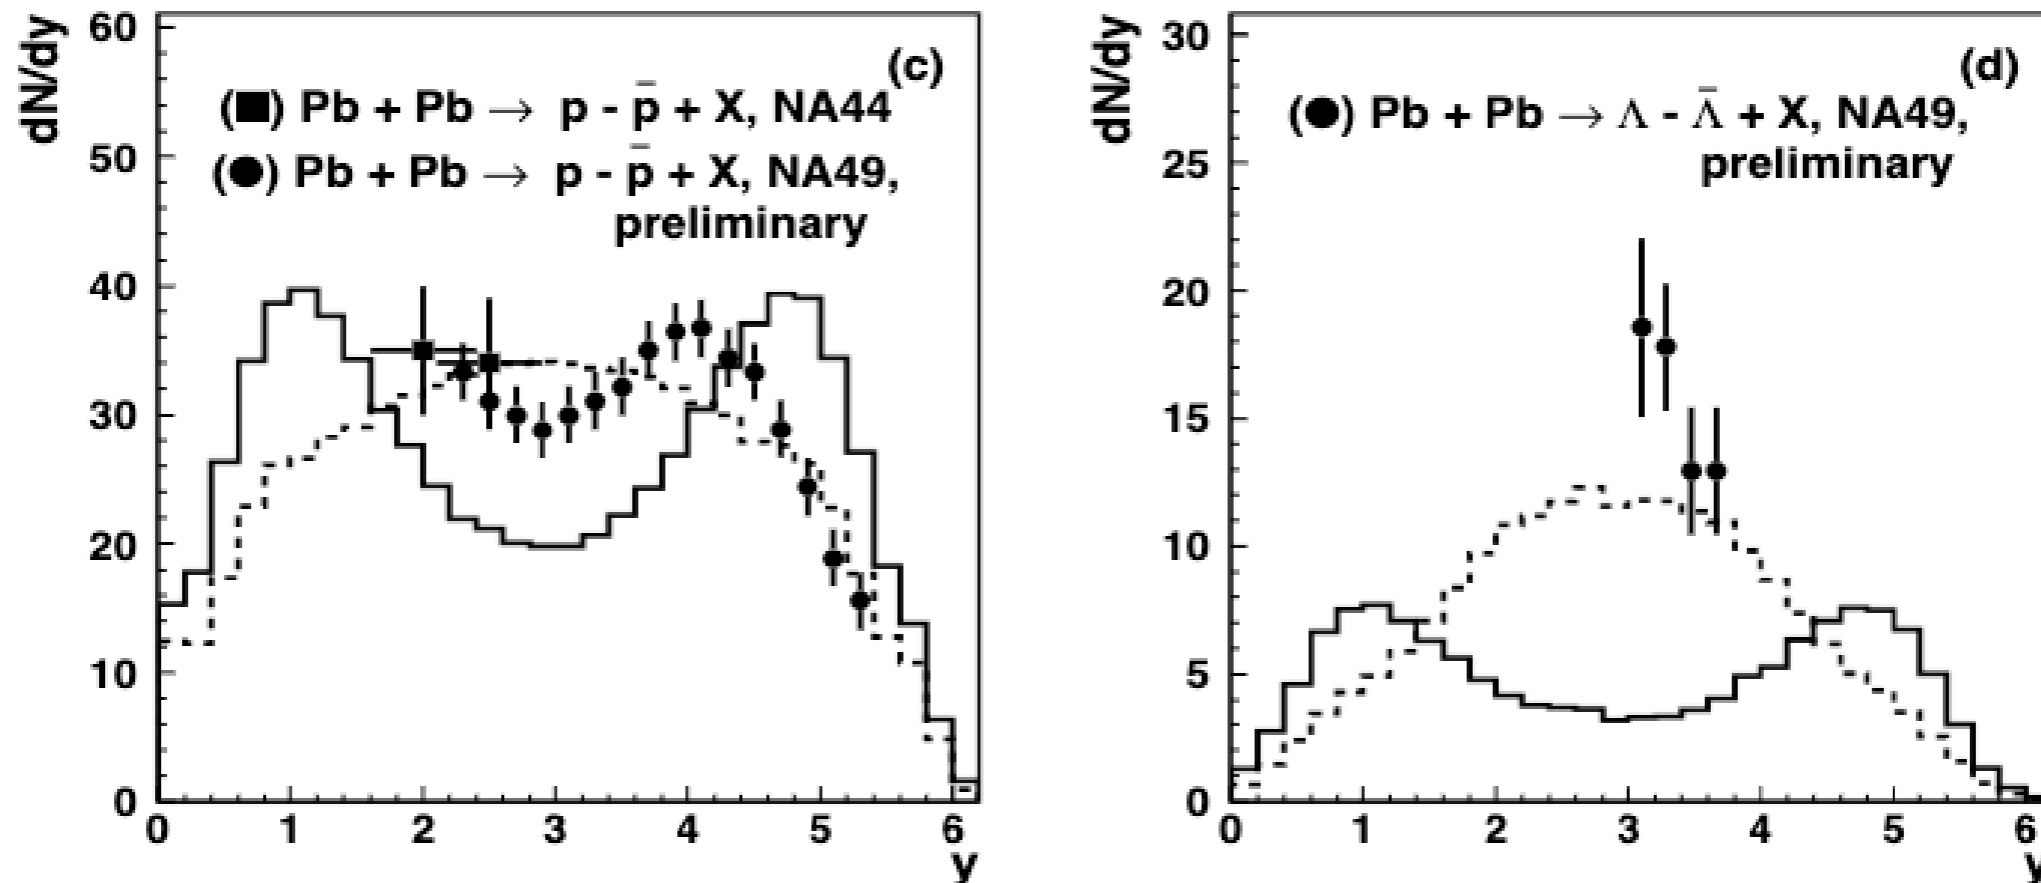 dN/dy
60
50
40
30
20
10
0
(c)
(■) Pb + Pb → p - p̄ + X, NA44
(●) Pb + Pb → p - p̄ + X, NA49,
preliminary
0 1 2 3 4 5 6
y
dN/dy
30
25
20
15
10
5
0
(d)
(●) Pb + Pb → Λ - Λ̄ + X, NA49,
preliminary
0 1 2 3 4 5 6
y